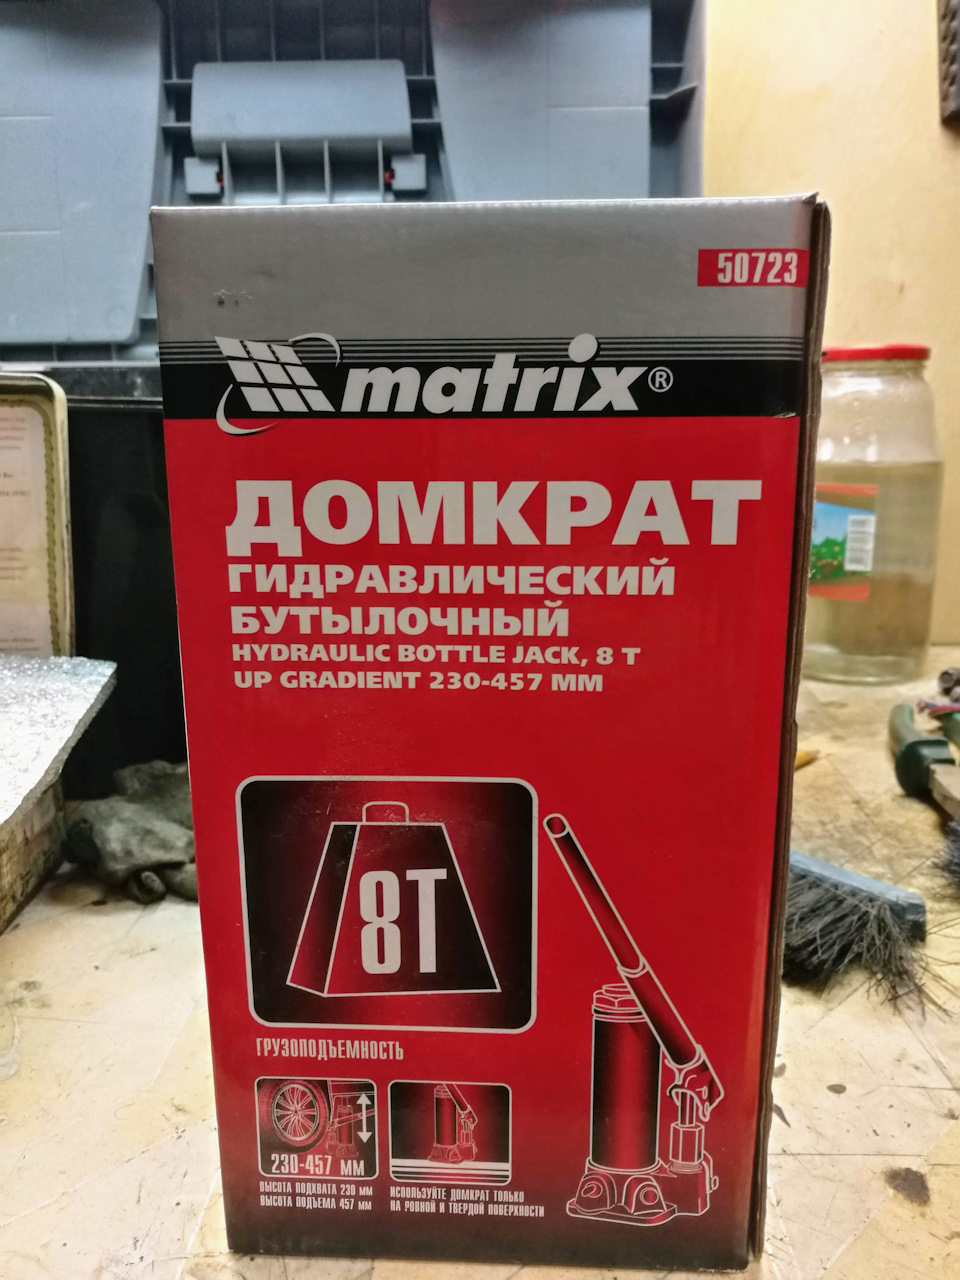 50723
matrix®
ДОМКРАТ
ГИДРАВЛИЧЕСКИЙ
БУТЫЛОЧНЫЙ
HYDRAULIC BOTTLE JACK, 8 T
UP GRADIENT 230-457 MM
8Т
ГРУЗОПОДЪЕМНОСТЬ
230-457 ММ
ВЫСОТА ПОДХВАТА 230 ММ
ВЫСОТА ПОДЪЕМА 457 ММ
ИСПОЛЬЗУЙТЕ ДОМКРАТ ТОЛЬКО
НА РОВНОЙ И ТВЕРДОЙ ПОВЕРХНОСТИ